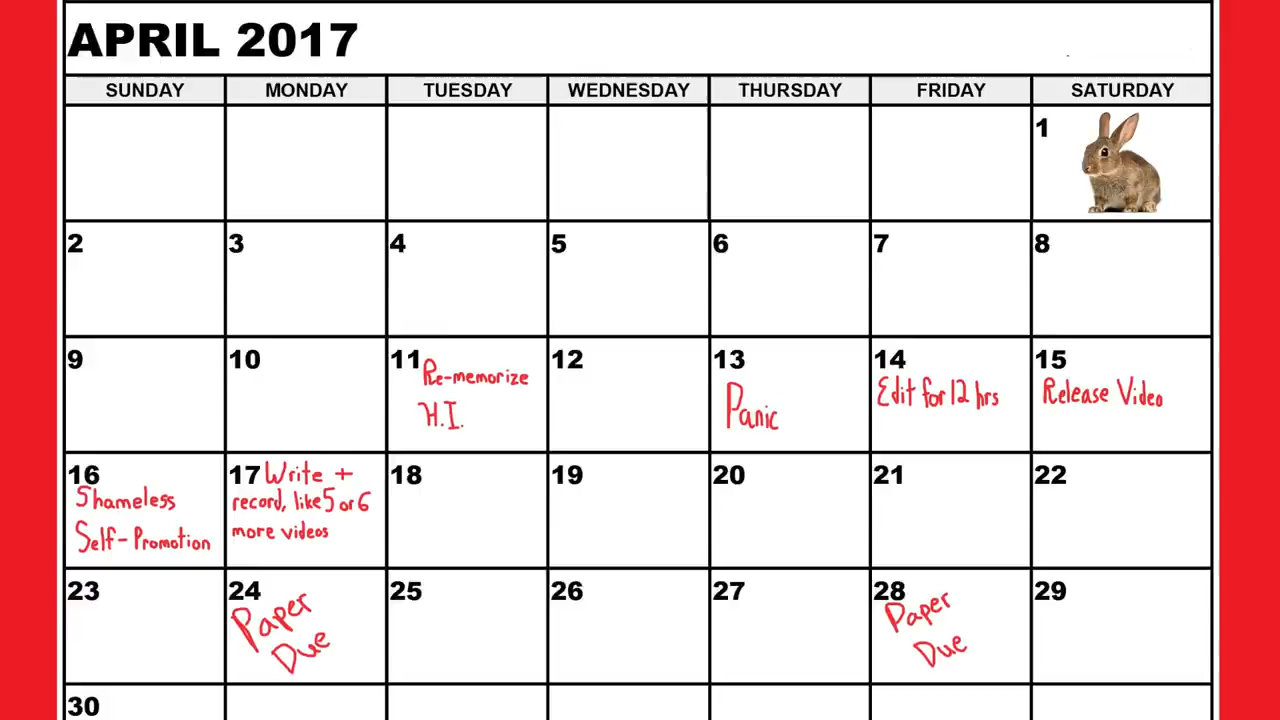 APRIL 2017
SUNDAY MONDAY TUESDAY WEDNESDAY THURSDAY FRIDAY SATURDAY
1
2 3 4 5 6 7 8
9 10 11 12 13 14 15
Re-memorize
H.I.
Panic
Edit for 12 hrs
Release Video
16 17 18 19 20 21 22
Shameless
Self-Promotion
Write +
record, like 5 or 6
more videos
23 24 25 26 27 28 29
Paper
Due
Paper
Due
30